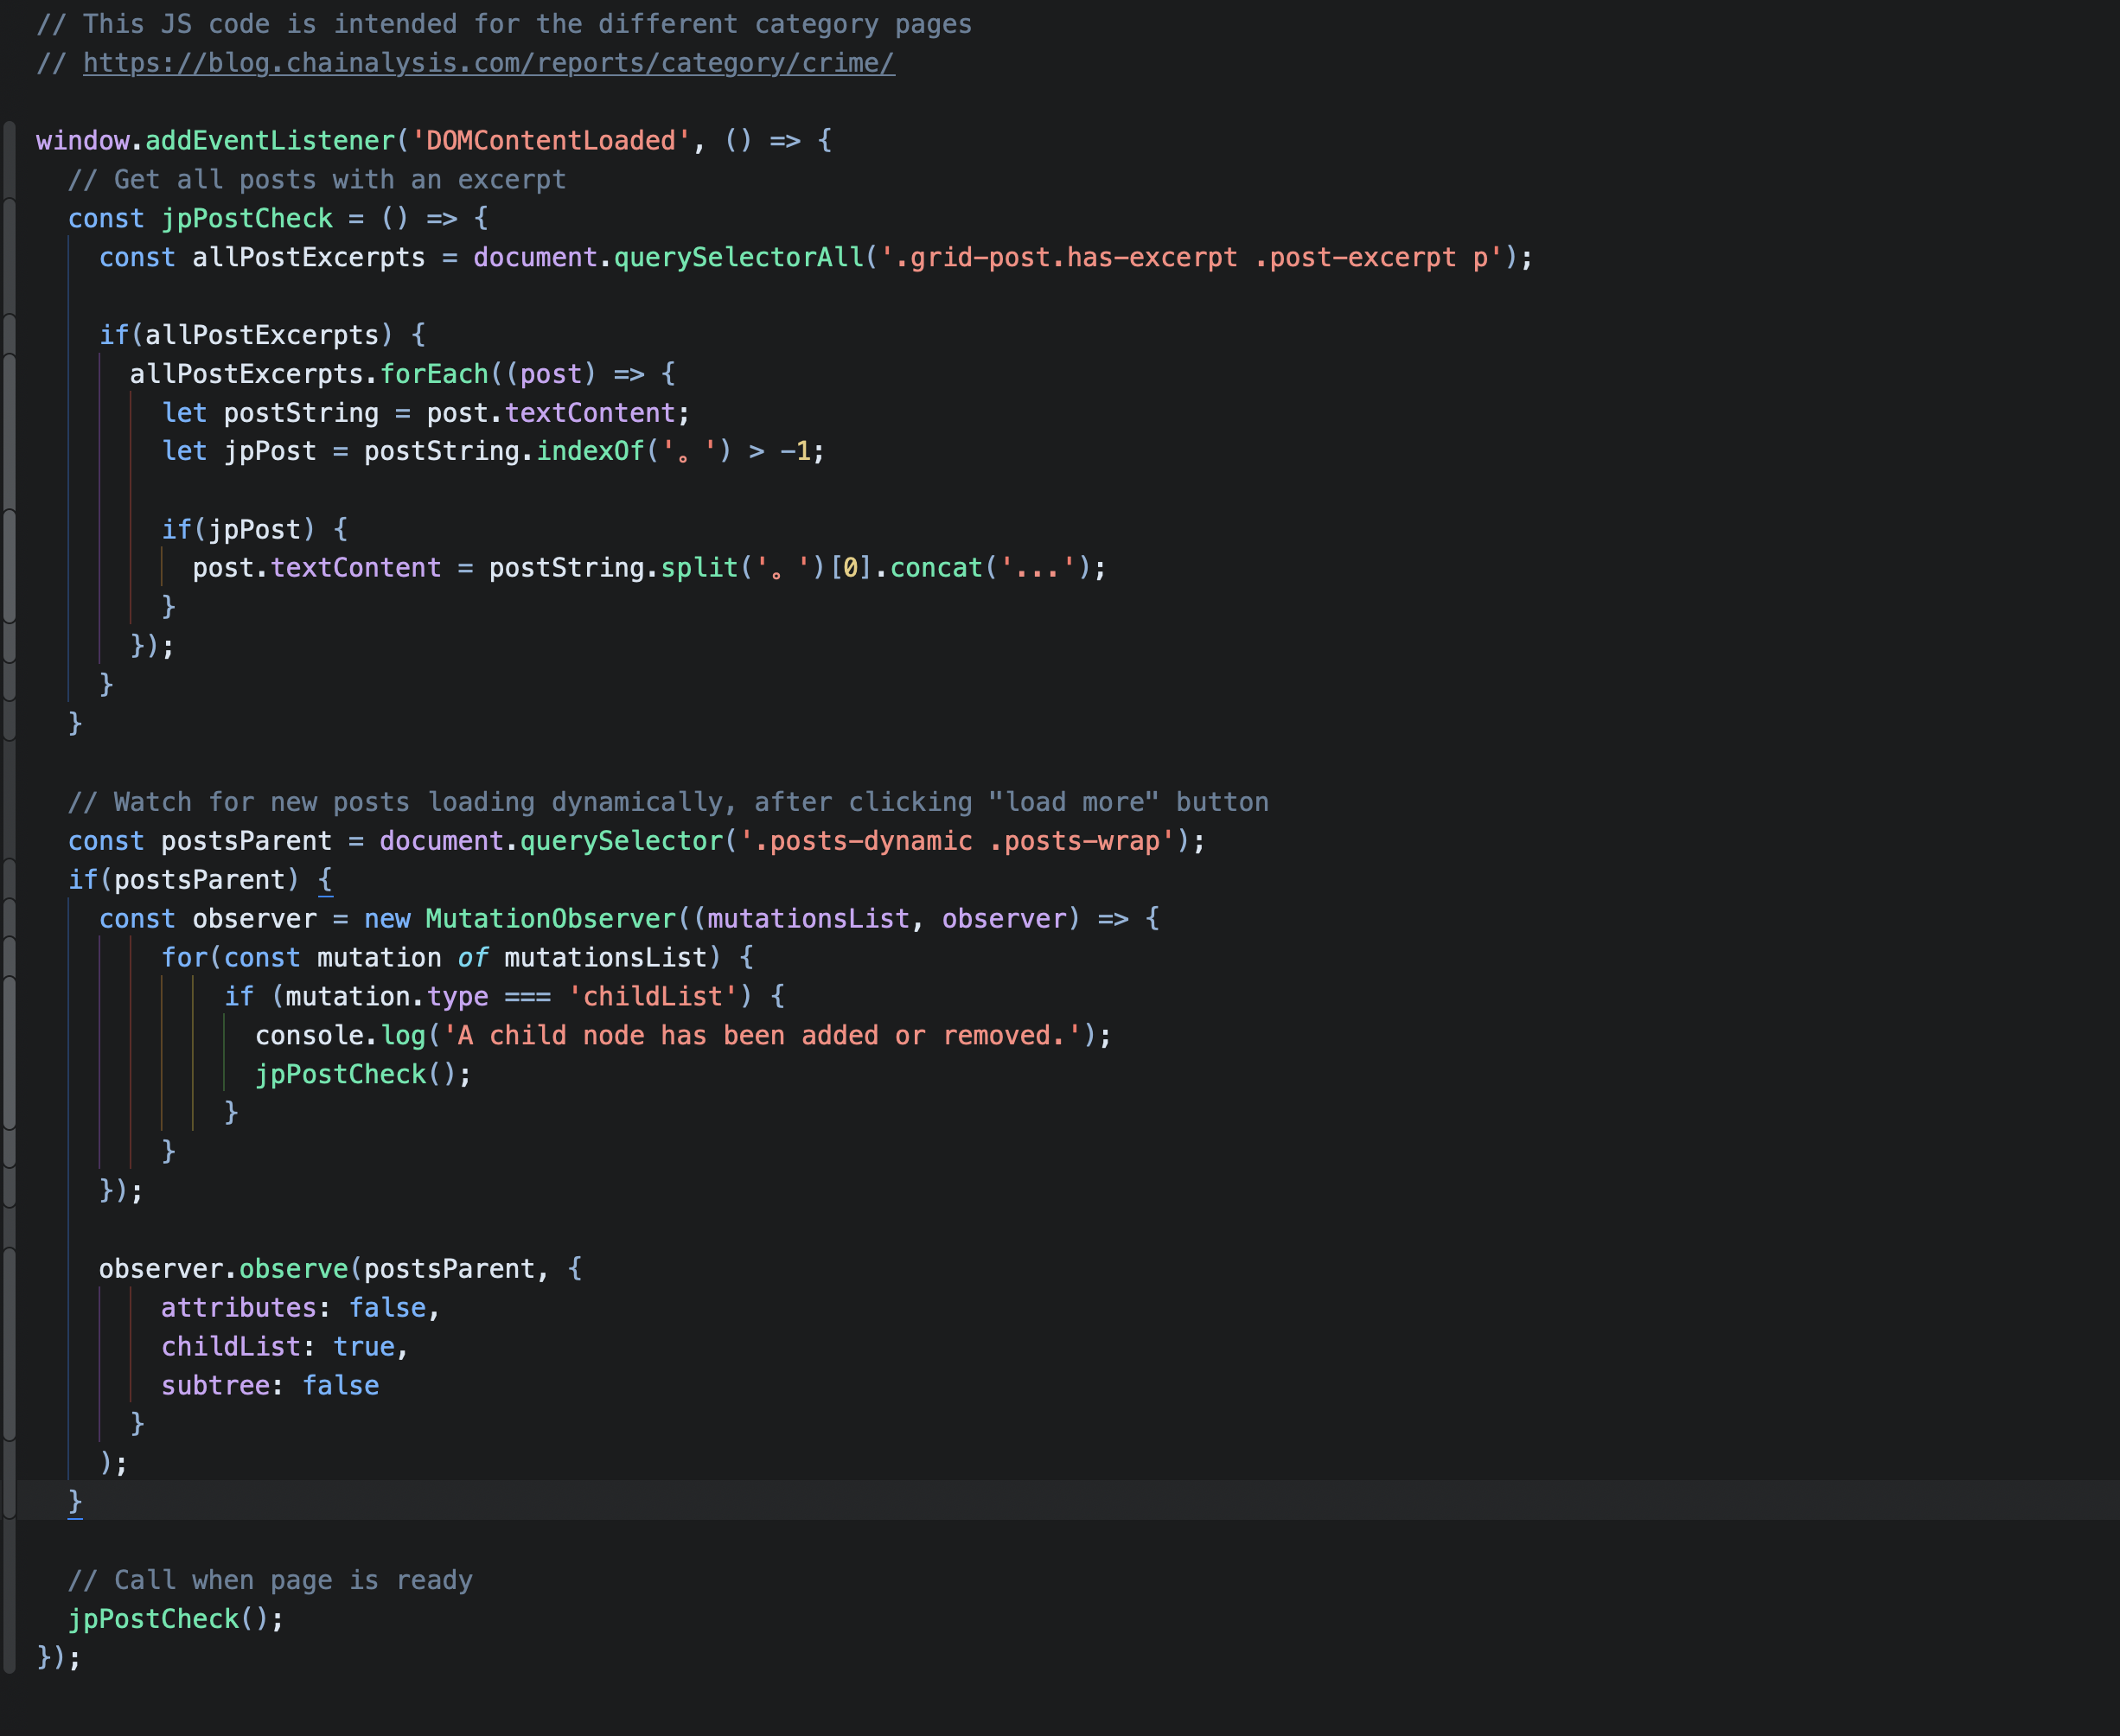 // This JS code is intended for the different category pages
// https://blog.chainalysis.com/reports/category/crime/

window.addEventListener('DOMContentLoaded', () => {
  // Get all posts with an excerpt
  const jpPostCheck = () => {
    const allPostExcerpts = document.querySelectorAll('.grid-post.has-excerpt .post-excerpt p');

    if(allPostExcerpts) {
      allPostExcerpts.forEach((post) => {
        let postString = post.textContent;
        let jpPost = postString.indexOf('。') > -1;

        if(jpPost) {
          post.textContent = postString.split('。')[0].concat('...');
        }
      });
    }
  }

  // Watch for new posts loading dynamically, after clicking "load more" button
  const postsParent = document.querySelector('.posts-dynamic .posts-wrap');
  if(postsParent) {
    const observer = new MutationObserver((mutationsList, observer) => {
        for(const mutation of mutationsList) {
            if (mutation.type === 'childList') {
              console.log('A child node has been added or removed.');
              jpPostCheck();
            }
        }
    });

    observer.observe(postsParent, {
        attributes: false,
        childList: true,
        subtree: false
      }
    );
  }

  // Call when page is ready
  jpPostCheck();
});